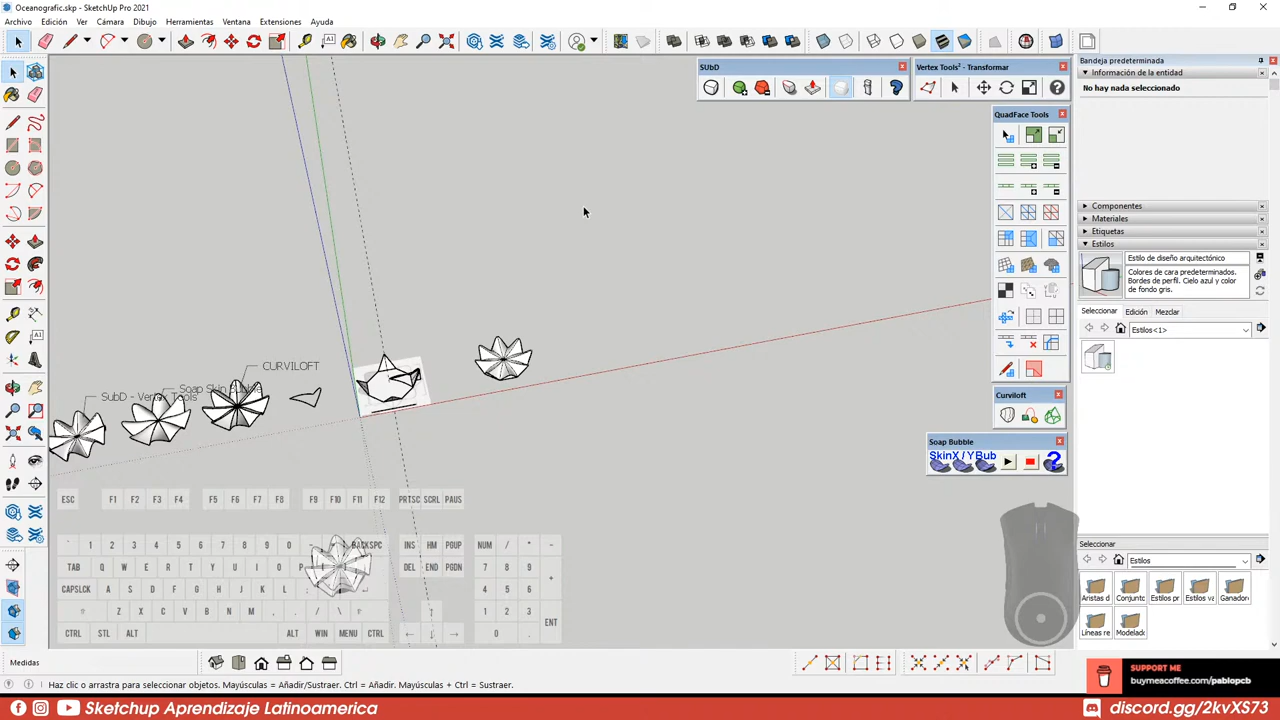 Oceanografic.skp - SketchUp Pro 2021
Archivo Edición Ver Cámara Dibujo Herramientas Ventana Extensiones Ayuda
SUbD
Vertex Tools² - Transformar
QuadFace Tools
Curviloft
Soap Bubble
SkinX / YBub
Bandeja predeterminada
Información de la entidad
No hay nada seleccionado
Componentes
Materiales
Etiquetas
Estilos
Estilo de diseño arquitectónico
Colores de cara predeterminados.
Bordes de perfil. Cielo azul y color
de fondo gris.
Seleccionar Edición Mezclar
Estilos<1>
Seleccionar
Estilos
Aristas d Conjunto Estilos pr Estilos va Ganadore
Líneas re Modelado
CURVILOFT
SubD - Vertex Tools
ESC F1 F2 F3 F4 F5 F6 F7 F8 F9 F10 F11 F12 PRTSC SCRL PAUS
` 1 2 3 4 5 6 7 8 9 0 - BACKSPC INS HM PGUP NUM / * -
TAB Q W E R T Y U I O P DEL END PGDN 7 8 9 +
CAPSLCK A S D F G H J K L ; 4 5 6
Z X C V B N M , . / \ 1 2 3 ENT
CTRL STL ALT ALT WIN MENU CTRL ← ↓ → 0 .
Medidas
Haz clic o arrastra para seleccionar objetos. Mayúsculas = Añadir/Sustraer. Ctrl = Añadir. Mayúsculas + Ctrl = Sustraer.
SUPPORT ME
buymeacoffee.com/pablopcb
Sketchup Aprendizaje Latinoamerica
discord.gg/2kvXS73